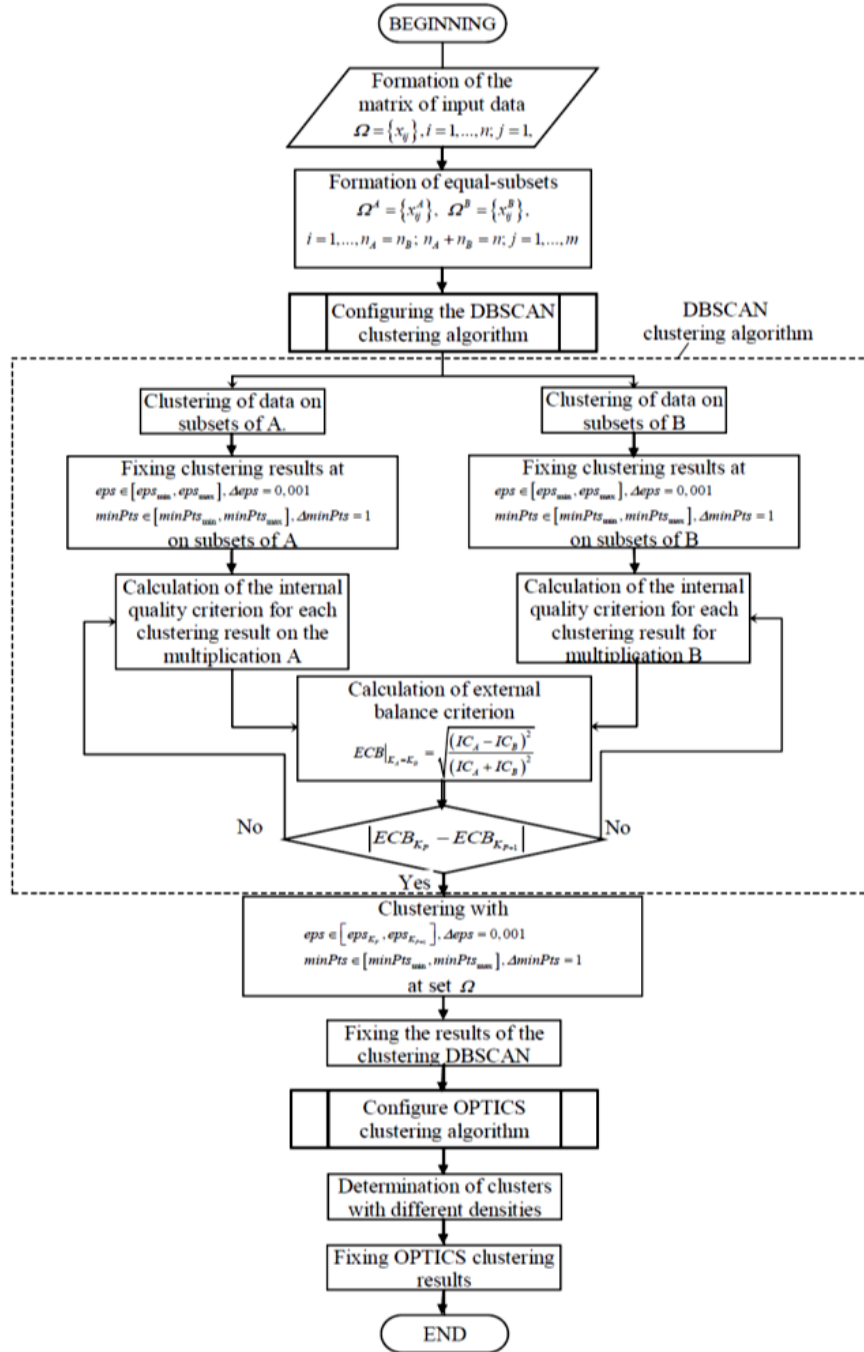 BEGINNING
Formation of the
matrix of input data
Ω = {x_ij}, i = 1,...,n; j = 1,
Formation of equal-subsets
Ω^A = {x_ij^A}, Ω^B = {x_ij^B},
i = 1,...,n_A = n_B; n_A + n_B = n; j = 1,...,m
Configuring the DBSCAN
clustering algorithm
DBSCAN
clustering algorithm
Clustering of data on
subsets of A.
Clustering of data on
subsets of B
Fixing clustering results at
eps ∈ [eps_min, eps_max], Δeps = 0,001
minPts ∈ [minPts_min, minPts_max], ΔminPts = 1
on subsets of A
Fixing clustering results at
eps ∈ [eps_min, eps_max], Δeps = 0,001
minPts ∈ [minPts_min, minPts_max], ΔminPts = 1
on subsets of B
Calculation of the internal
quality criterion for each
clustering result on the
multiplication A
Calculation of the internal
quality criterion for each
clustering result for
multiplication B
Calculation of external
balance criterion
ECB|_{K_A=K_B} = √((IC_A − IC_B)² / (IC_A + IC_B)²)
No
|ECB_{K_P} − ECB_{K_{P+1}}|
No
Yes
Clustering with
eps ∈ [eps_{K_P}, eps_{K_{P+1}}], Δeps = 0,001
minPts ∈ [minPts_min, minPts_max], ΔminPts = 1
at set Ω
Fixing the results of the
clustering DBSCAN
Configure OPTICS
clustering algorithm
Determination of clusters
with different densities
Fixing OPTICS clustering
results
END